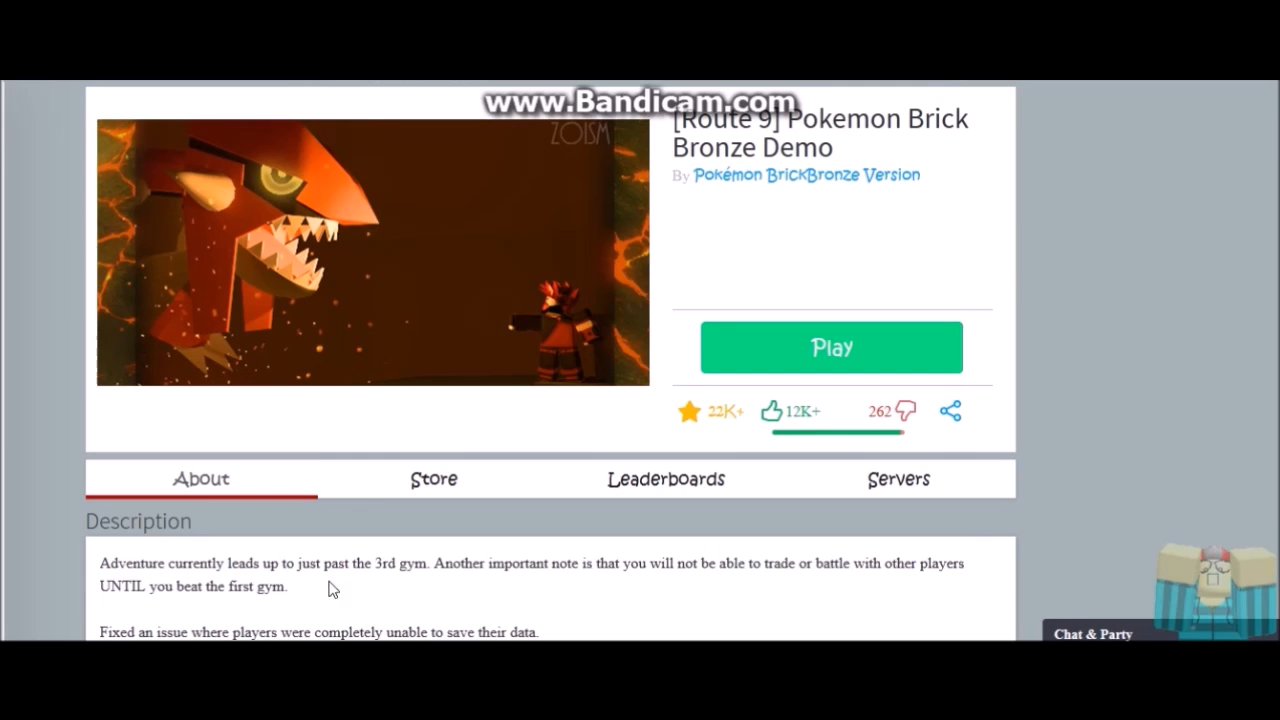 www.Bandicam.com
ZOISM
[Route 9] Pokemon Brick
Bronze Demo
By Pokémon BrickBronze Version
Play
22K+ 12K+ 262
About Store Leaderboards Servers
Description
Adventure currently leads up to just past the 3rd gym. Another important note is that you will not be able to trade or battle with other players
UNTIL you beat the first gym.
Fixed an issue where players were completely unable to save their data.
Chat & Party